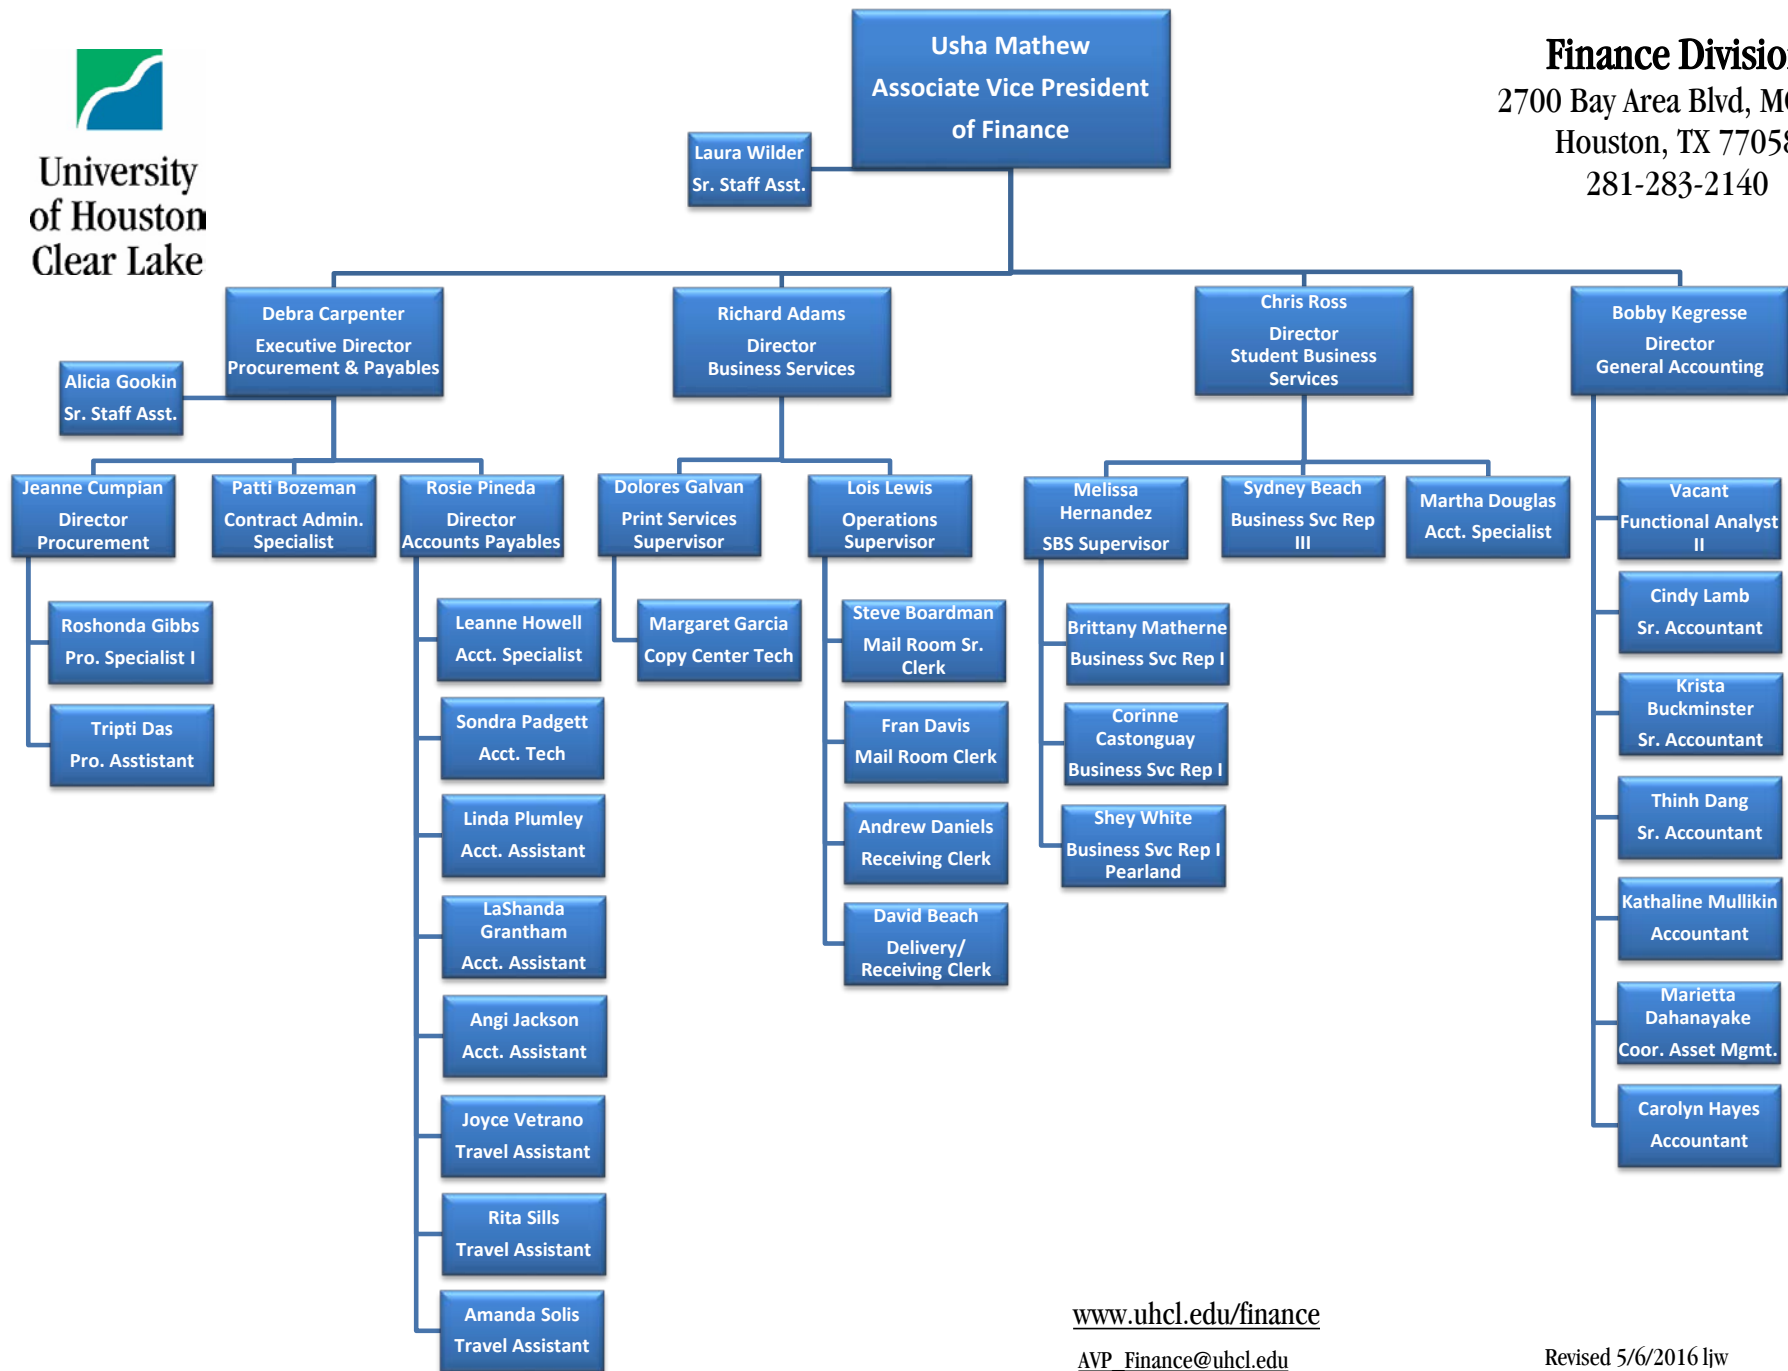 University
of Houston
Clear Lake
Usha Mathew
Associate Vice President
of Finance
Finance Division
2700 Bay Area Blvd,
Houston, TX 77058
281-283-2140
Laura Wilder
Sr. Staff Asst.
Debra Carpenter
Executive Director
Procurement & Payables
Richard Adams
Director
Business Services
Chris Ross
Director
Student Business
Services
Bobby Kegresse
Director
General Accounting
Alicia Gookin
Sr. Staff Asst.
Jeanne Cumpian
Director
Procurement
Patti Bozeman
Contract Admin.
Specialist
Rosie Pineda
Director
Accounts Payables
Dolores Galvan
Print Services
Supervisor
Lois Lewis
Operations
Supervisor
Melissa
Hernandez
SBS Supervisor
Sydney Beach
Business Svc Rep
III
Martha Douglas
Acct. Specialist
Vacant
Functional Analyst
II
Roshonda Gibbs
Pro. Specialist I
Tripti Das
Pro. Asstistant
Leanne Howell
Acct. Specialist
Sondra Padgett
Acct. Tech
Linda Plumley
Acct. Assistant
LaShanda
Grantham
Acct. Assistant
Angi Jackson
Acct. Assistant
Joyce Vetrano
Travel Assistant
Rita Sills
Travel Assistant
Amanda Solis
Travel Assistant
Margaret Garcia
Copy Center Tech
Steve Boardman
Mail Room Sr.
Clerk
Fran Davis
Mail Room Clerk
Andrew Daniels
Receiving Clerk
David Beach
Delivery/
Receiving Clerk
Brittany Matherne
Business Svc Rep I
Corinne
Castonguay
Business Svc Rep I
Shey White
Business Svc Rep I
Pearland
Cindy Lamb
Sr. Accountant
Krista
Buckminster
Sr. Accountant
Thinh Dang
Sr. Accountant
Kathaline Mullikin
Accountant
Marietta
Dahanayake
Coor. Asset Mgmt.
Carolyn Hayes
Accountant
www.uhcl.edu/finance
AVP_Finance@uhcl.edu
Revised 5/6/2016 ljw